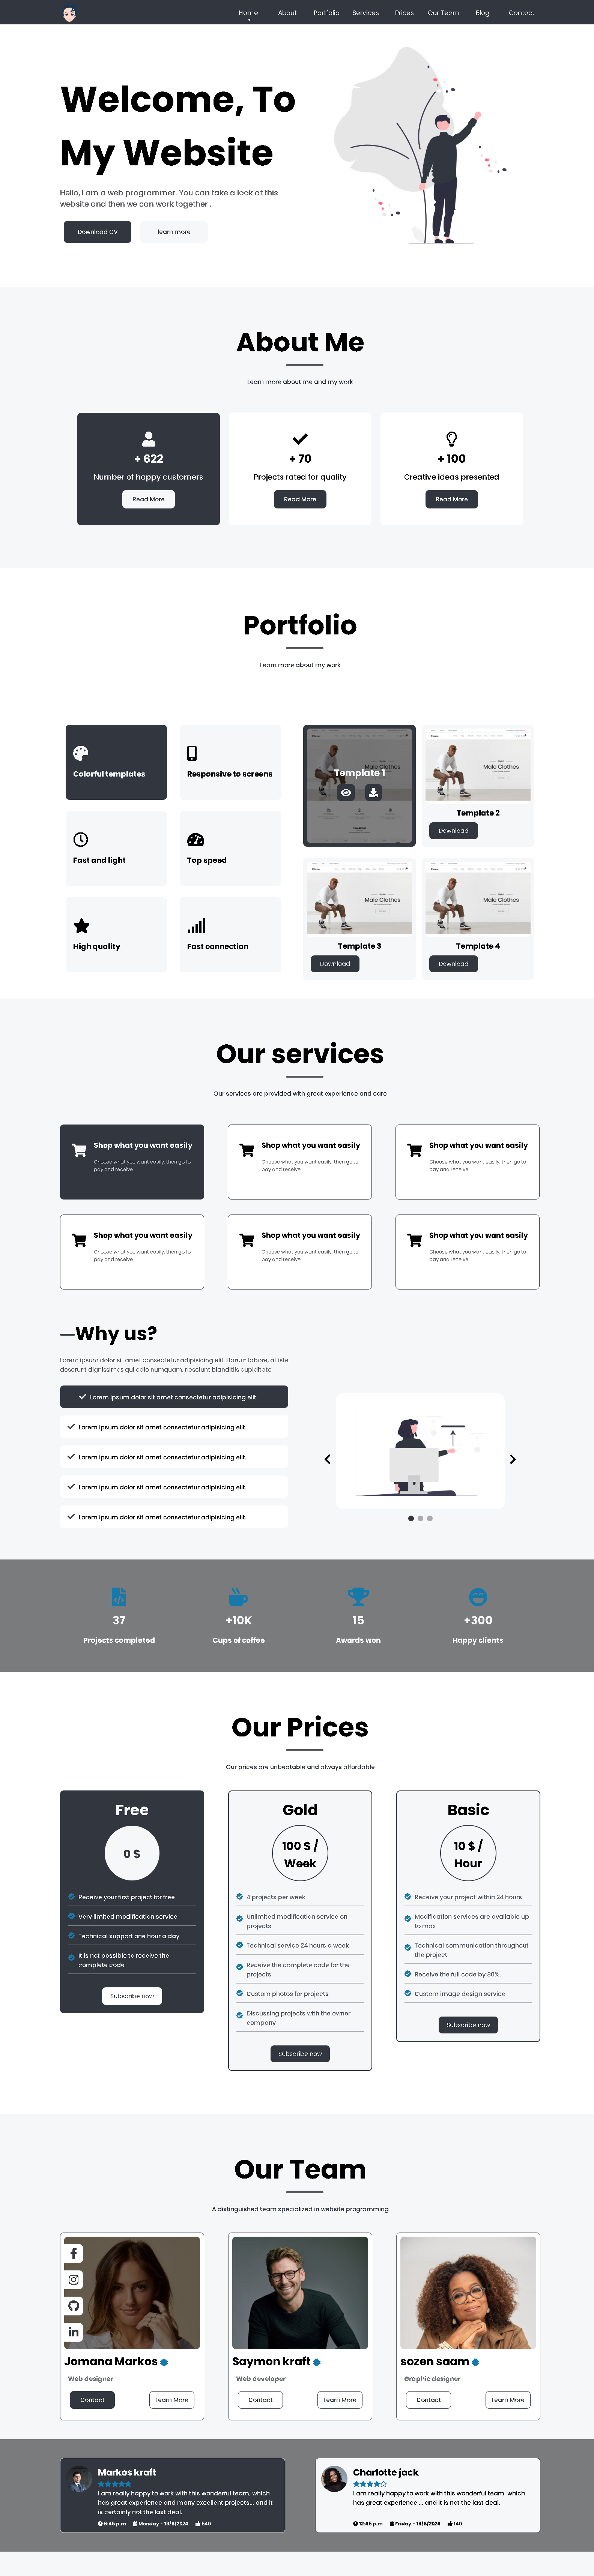 Home About Portfolio Services Prices Our Team Blog Contact
Welcome, To
My Website
Hello, I am a web programmer. You can take a look at this
website and then we can work together .
Download CV learn more
About Me
Learn more about me and my work
+ 622
Number of happy customers
Read More
+ 70
Projects rated for quality
Read More
+ 100
Creative ideas presented
Read More
Portfolio
Learn more about my work
Colorful templates
Responsive to screens
Fast and light
Top speed
High quality
Fast connection
Template 1
Male Clothes
Template 2
Download
Male Clothes
Template 3
Download
Male Clothes
Template 4
Download
Our services
Our services are provided with great experience and care
Shop what you want easily
Choose what you want easily, then go to
pay and receive
Shop what you want easily
Choose what you want easily, then go to
pay and receive
Shop what you want easily
Choose what you want easily, then go to
pay and receive
Shop what you want easily
Choose what you want easily, then go to
pay and receive
Shop what you want easily
Choose what you want easily, then go to
pay and receive
Shop what you want easily
Choose what you want easily, then go to
pay and receive
Why us?
Lorem ipsum dolor sit amet consectetur adipisicing elit. Harum labore, at iste
deserunt dignissimos qui odio numquam, nesciunt blanditiis cupiditate
Lorem ipsum dolor sit amet consectetur adipisicing elit.
Lorem ipsum dolor sit amet consectetur adipisicing elit.
Lorem ipsum dolor sit amet consectetur adipisicing elit.
Lorem ipsum dolor sit amet consectetur adipisicing elit.
Lorem ipsum dolor sit amet consectetur adipisicing elit.
37
Projects completed
+10K
Cups of coffee
15
Awards won
+300
Happy clients
Our Prices
Our prices are unbeatable and always affordable
Free
0 $
Receive your first project for free
Very limited modification service
Technical support one hour a day
It is not possible to receive the
complete code
Subscribe now
Gold
100 $ /
Week
4 projects per week
Unlimited modification service on
projects
Technical service 24 hours a week
Receive the complete code for the
projects
Custom photos for projects
Discussing projects with the owner
company
Subscribe now
Basic
10 $ /
Hour
Receive your project within 24 hours
Modification services are available up
to max
Technical communication throughout
the project
Receive the full code by 80%.
Custom image design service
Subscribe now
Our Team
A distinguished team specialized in website programming
Jomana Markos
Web designer
Contact Learn More
Saymon kraft
Web developer
Contact Learn More
sozen saam
Graphic designer
Contact Learn More
Markos kraft
I am really happy to work with this wonderful team, which
has great experience and many excellent projects... and it
is certainly not the last deal.
6:45 p.m Monday - 19/8/2024 540
Charlotte jack
I am really happy to work with this wonderful team, which
has great experience ... and it is not the last deal.
12:45 p.m Friday - 16/8/2024 140